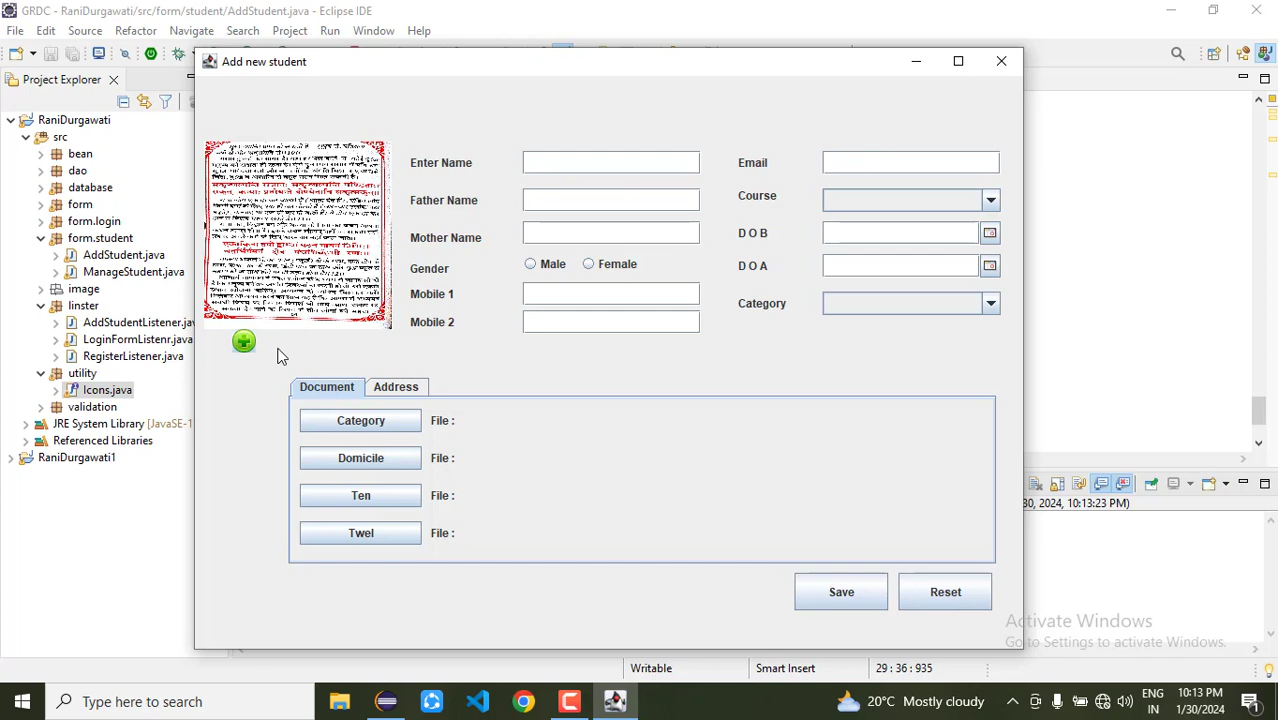 GRDC - RaniDurgawati/src/form/student/AddStudent.java - Eclipse IDE
File Edit Source Refactor Navigate Search Project Run Window Help
Project Explorer
RaniDurgawati
src
bean
dao
database
form
form.login
form.student
AddStudent.java
ManageStudent.java
image
linster
AddStudentListener.jav
LoginFormListenr.java
RegisterListener.java
utility
Icons.java
validation
JRE System Library [JavaSE-1
Referenced Libraries
RaniDurgawati1
Add new student
Enter Name
Father Name
Mother Name
Gender Male Female
Mobile 1
Mobile 2
Email
Course
D O B
D O A
Category
Document Address
Category File :
Domicile File :
Ten File :
Twel File :
Save Reset
30, 2024, 10:13:23 PM)
Activate Windows
Go to Settings to activate Windows.
Writable Smart Insert 29 : 36 : 935
Type here to search
20°C Mostly cloudy
ENG
IN
10:13 PM
1/30/2024
1